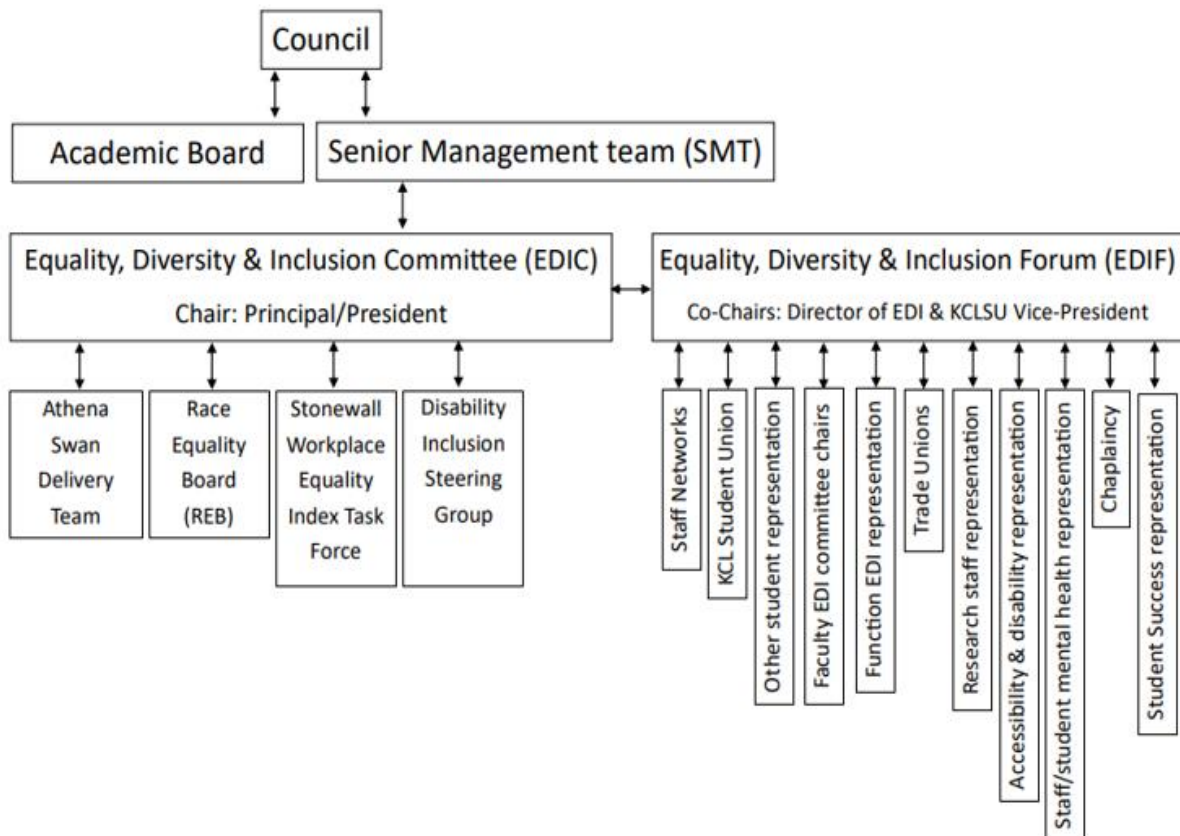 Council
Academic Board
Senior Management team (SMT)
Equality, Diversity & Inclusion Committee (EDIC)
Chair: Principal/President
Equality, Diversity & Inclusion Forum (EDIF)
Co-Chairs: Director of EDI & KCLSU Vice-President
Athena
Swan
Delivery
Team
Race
Equality
Board
(REB)
Stonewall
Workplace
Equality
Index Task
Force
Disability
Inclusion
Steering
Group
Staff Networks
KCL Student Union
Other student representation
Faculty EDI committee chairs
Function EDI representation
Trade Unions
Research staff representation
Accessibility & disability representation
Staff/student mental health representation
Chaplaincy
Student Success representation